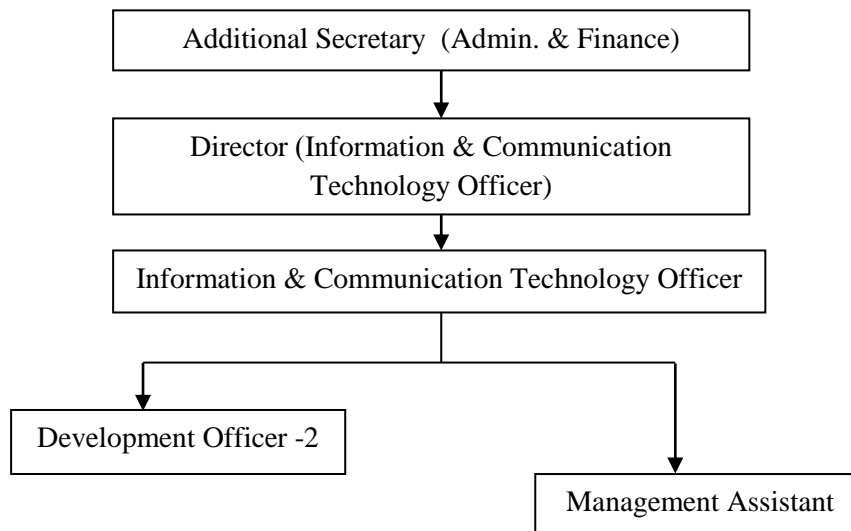 Additional Secretary (Admin. & Finance)
Director (Information & Communication
Technology Officer)
Information & Communication Technology Officer
Development Officer -2
Management Assistant